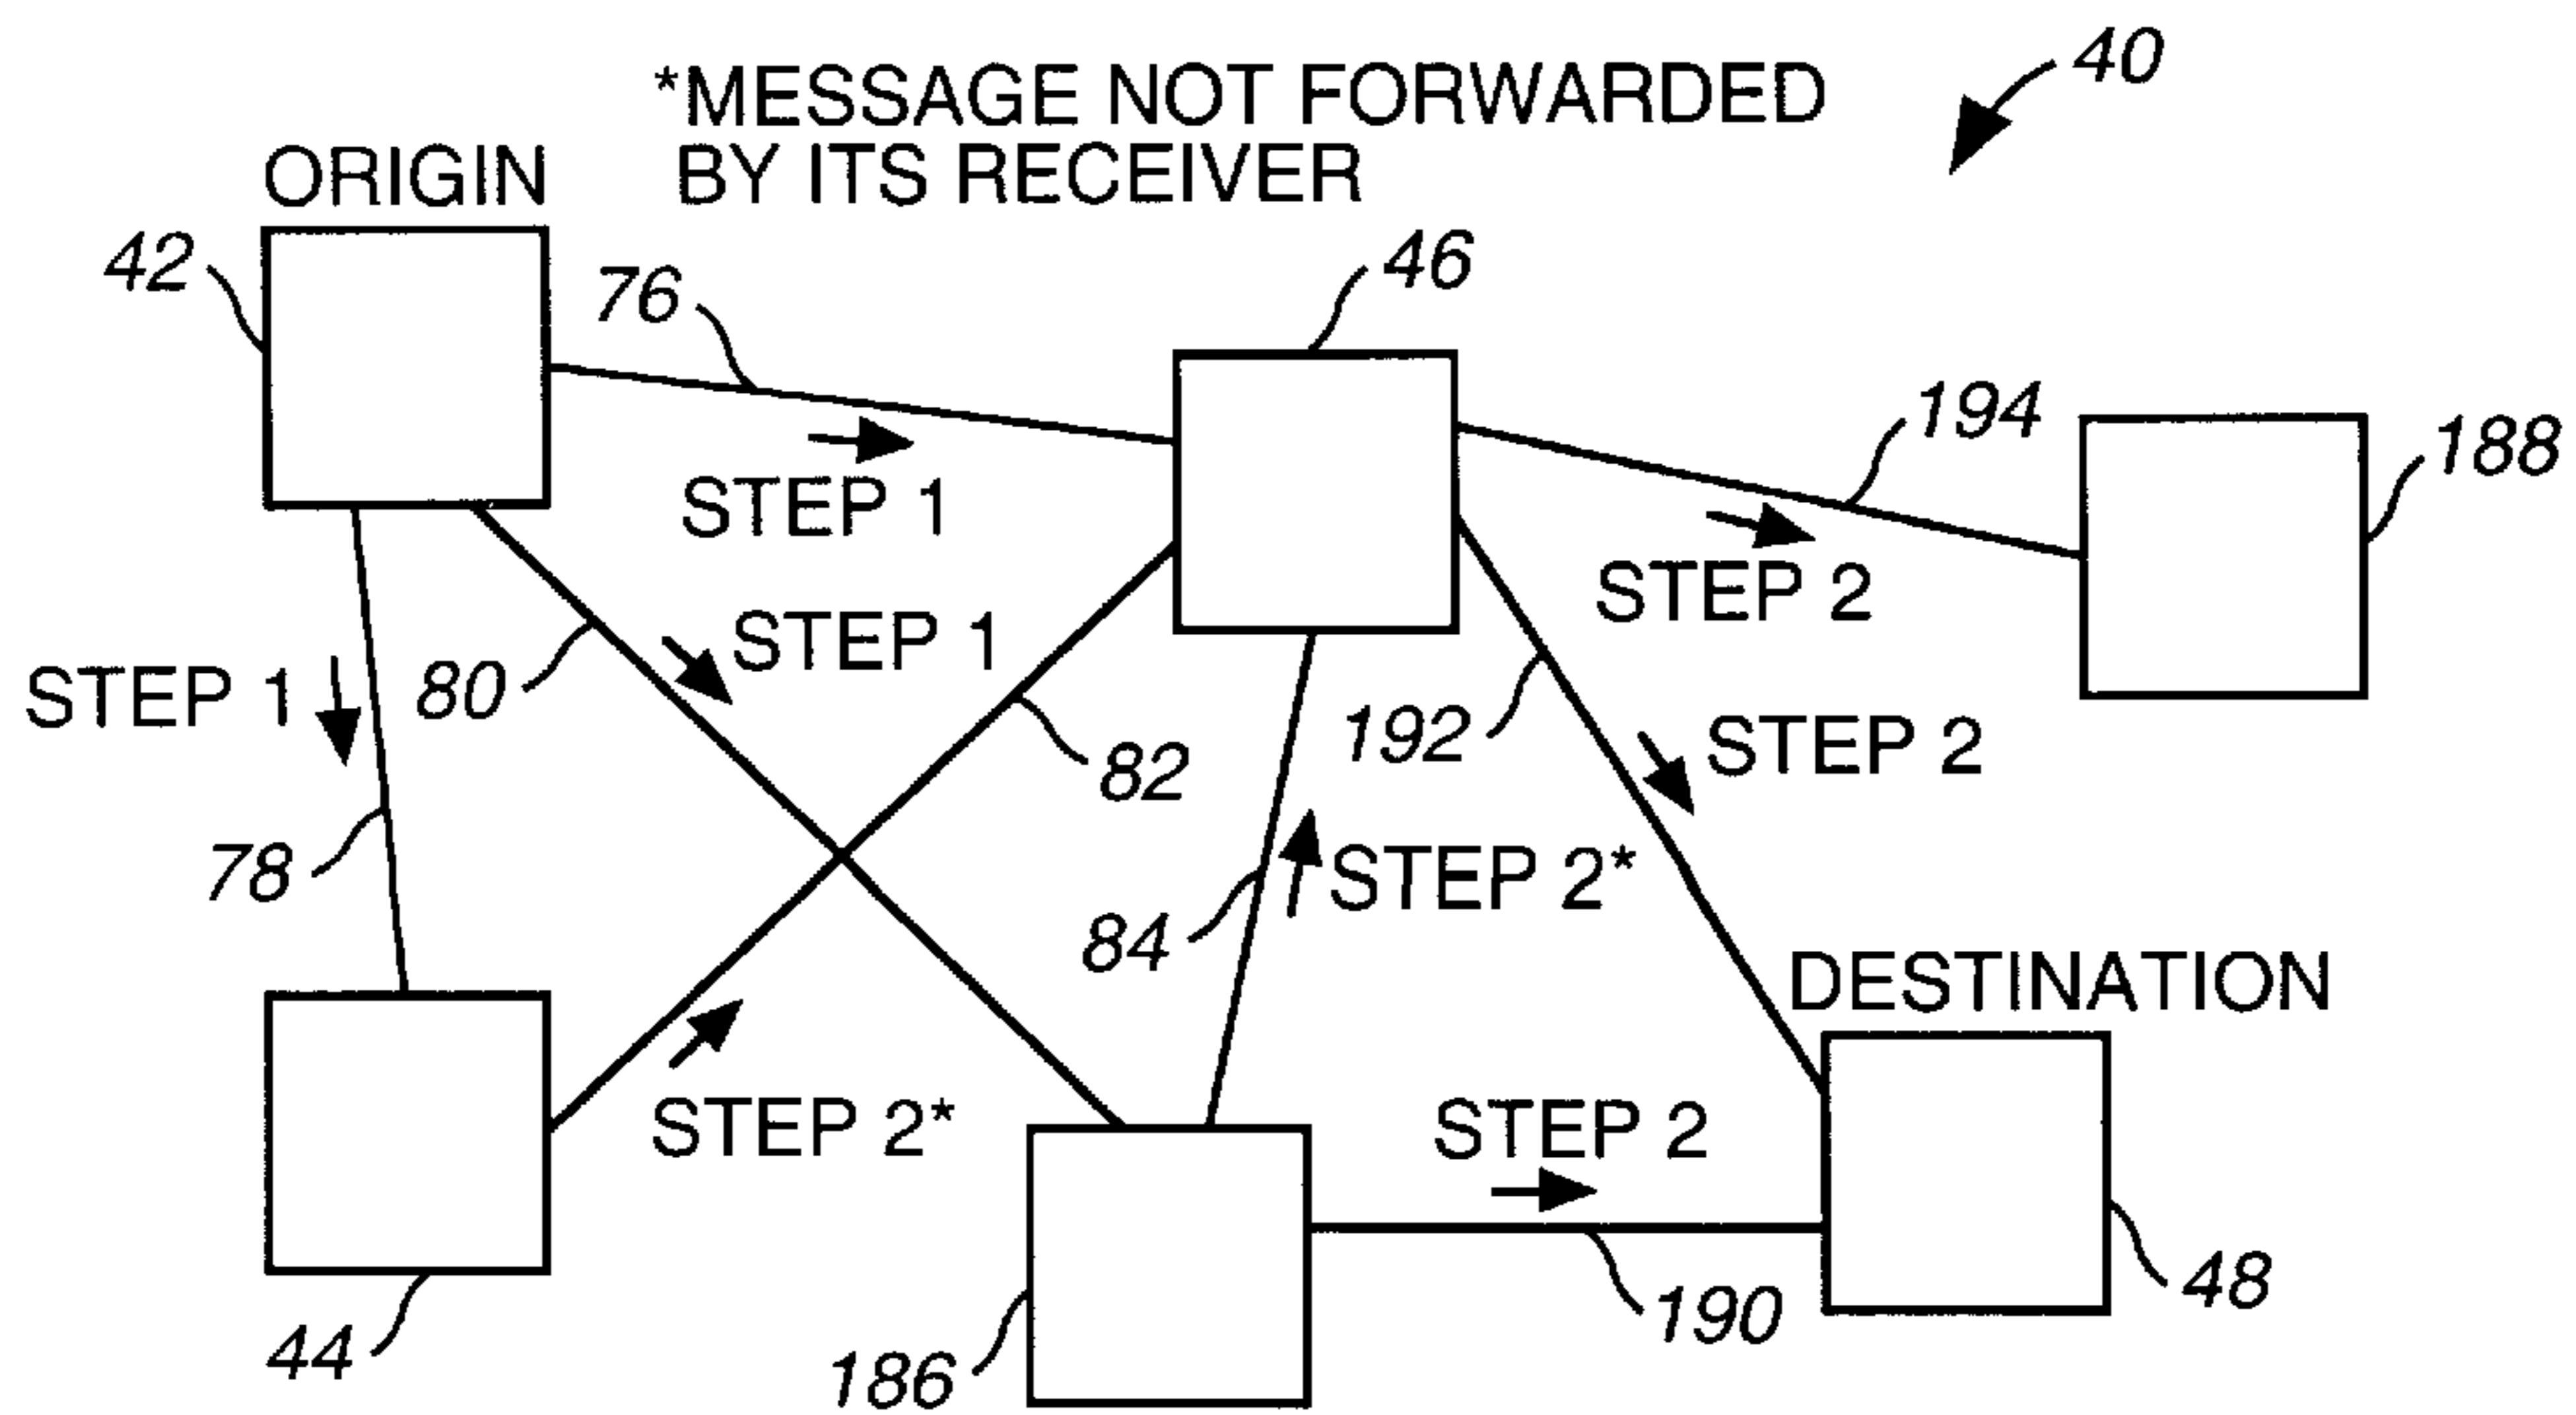 *MESSAGE NOT FORWARDED
BY ITS RECEIVER
40
ORIGIN
42
76
46
194
188
STEP 1
STEP 2
STEP 1
STEP 1
80
82
192
STEP 2
78
84
STEP 2*
DESTINATION
STEP 2*
STEP 2
44
186
190
48